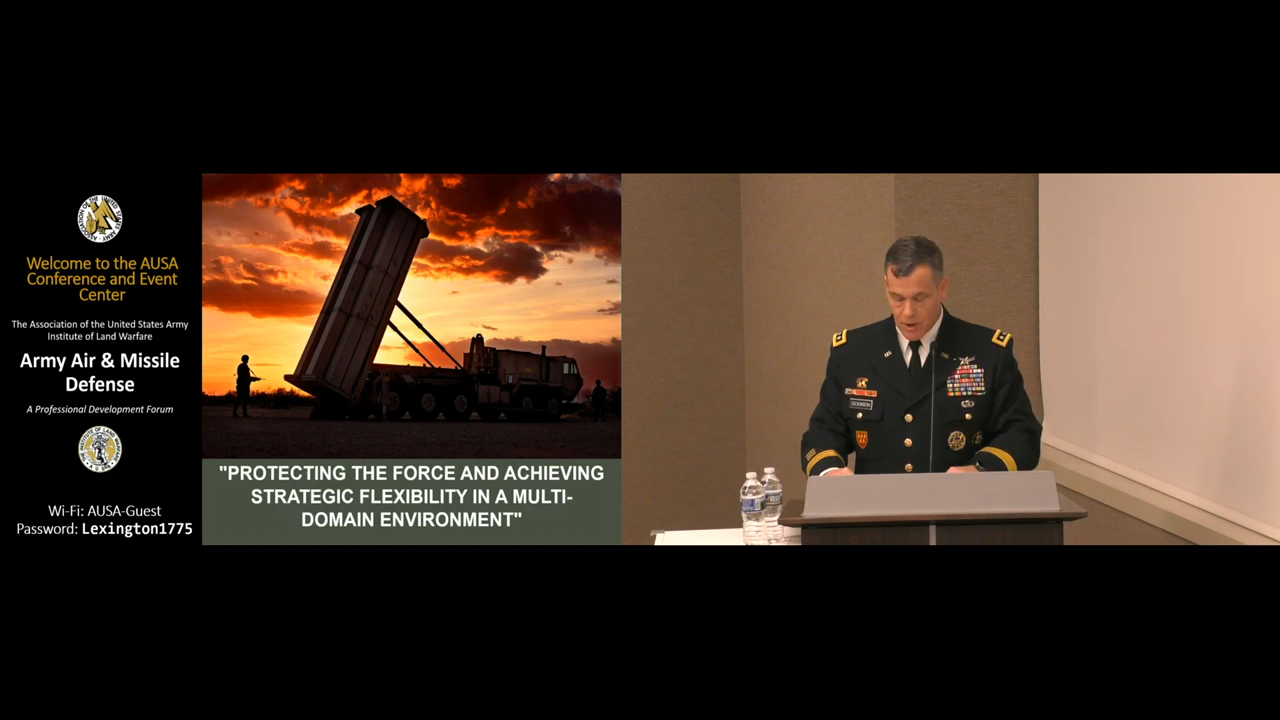 Welcome to the AUSA
Conference and Event
Center
The Association of the United States Army
Institute of Land Warfare
Army Air & Missile
Defense
A Professional Development Forum
Wi-Fi: AUSA-Guest
Password: Lexington1775
"PROTECTING THE FORCE AND ACHIEVING
STRATEGIC FLEXIBILITY IN A MULTI-
DOMAIN ENVIRONMENT"
DICKINSON